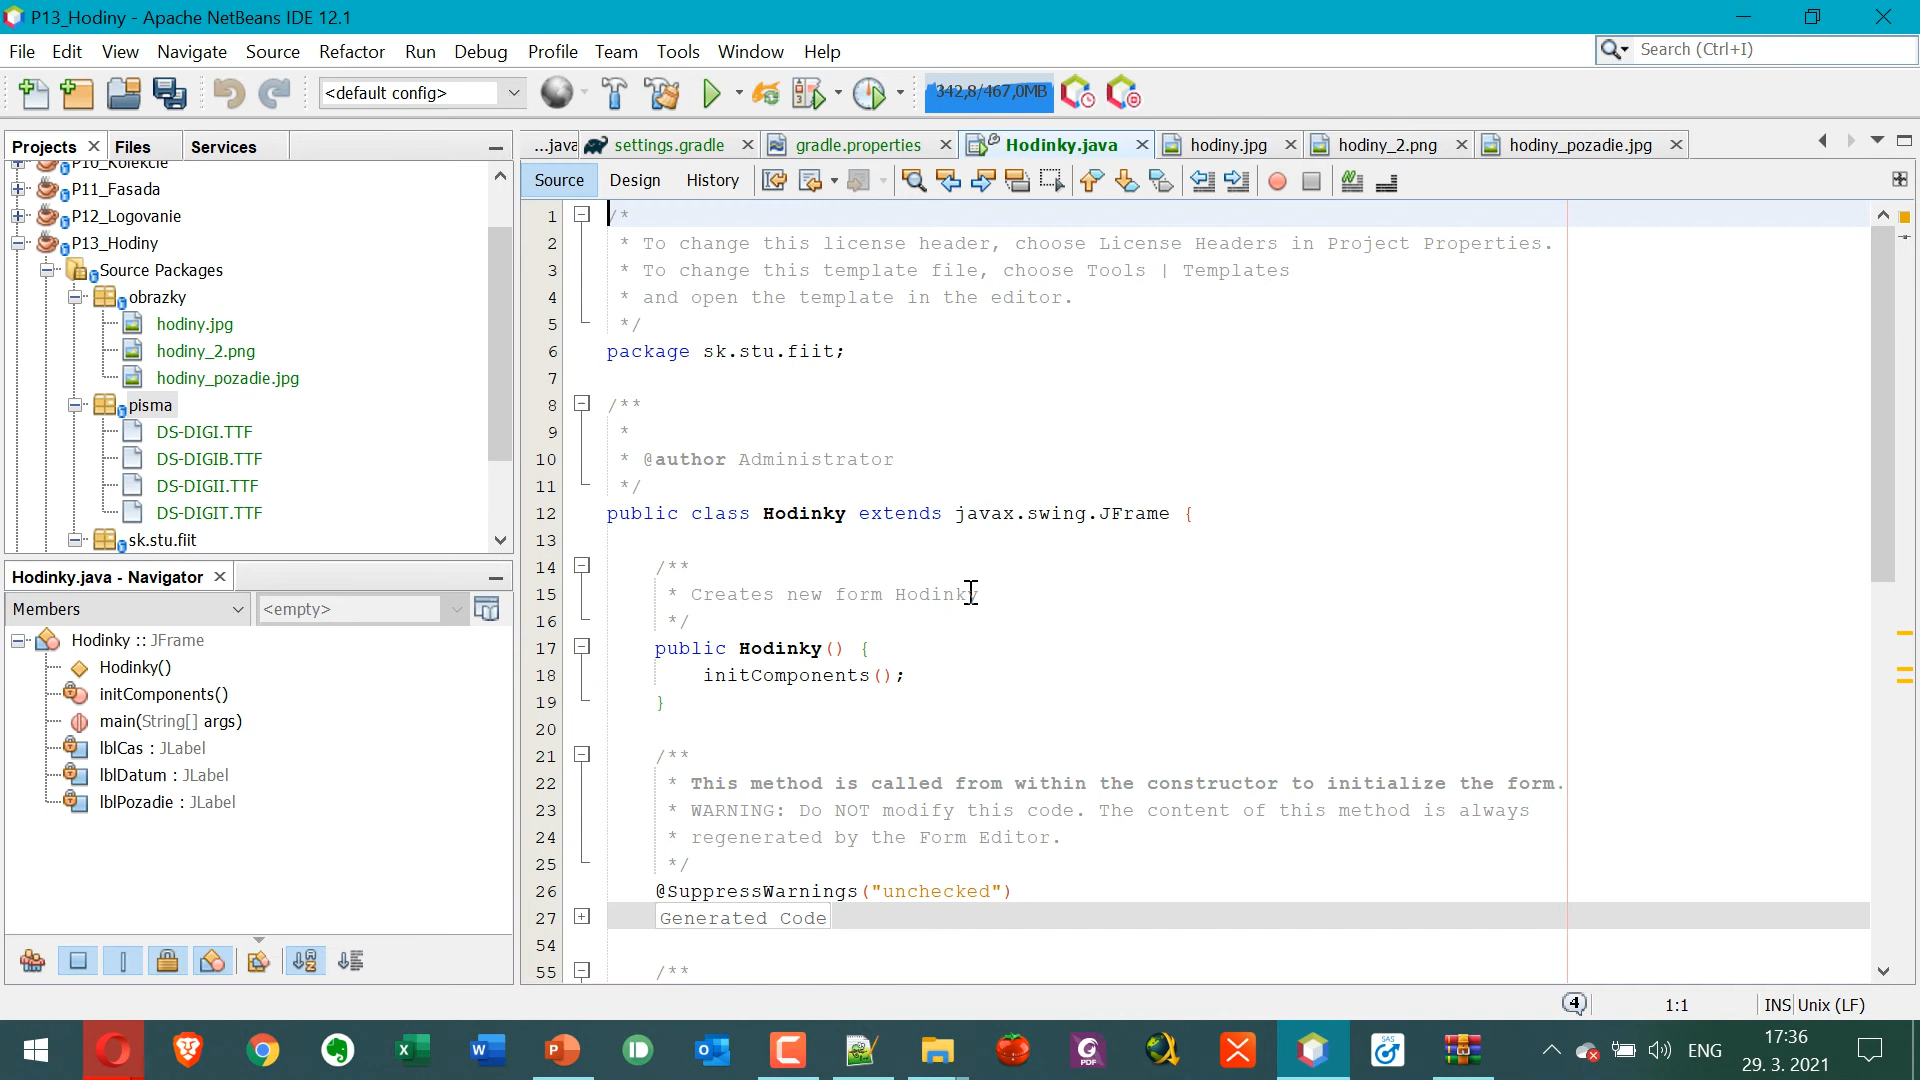 P13_Hodiny - Apache NetBeans IDE 12.1
File Edit View Navigate Source Refactor Run Debug Profile Team Tools Window Help
Search (Ctrl+I)
<default config>
342,8/467,0MB
Projects Files Services
P10_Kolekcie
P11_Fasada
P12_Logovanie
P13_Hodiny
Source Packages
obrazky
hodiny.jpg
hodiny_2.png
hodiny_pozadie.jpg
pisma
DS-DIGI.TTF
DS-DIGIB.TTF
DS-DIGII.TTF
DS-DIGIT.TTF
sk.stu.fiit
Hodinky.java - Navigator
Members
<empty>
Hodinky :: JFrame
Hodinky()
initComponents()
main(String[] args)
lblCas : JLabel
lblDatum : JLabel
lblPozadie : JLabel
...java settings.gradle gradle.properties Hodinky.java hodiny.jpg hodiny_2.png hodiny_pozadie.jpg
Source Design History
1 /*
2 * To change this license header, choose License Headers in Project Properties.
3 * To change this template file, choose Tools | Templates
4 * and open the template in the editor.
5 */
6 package sk.stu.fiit;
7
8 /**
9 *
10 * @author Administrator
11 */
12 public class Hodinky extends javax.swing.JFrame {
13
14 /**
15 * Creates new form Hodinky
16 */
17 public Hodinky() {
18 initComponents();
19 }
20
21 /**
22 * This method is called from within the constructor to initialize the form.
23 * WARNING: Do NOT modify this code. The content of this method is always
24 * regenerated by the Form Editor.
25 */
26 @SuppressWarnings("unchecked")
27 Generated Code
54
55 /**
4 1:1 INS Unix (LF)
ENG
17:36
29. 3. 2021